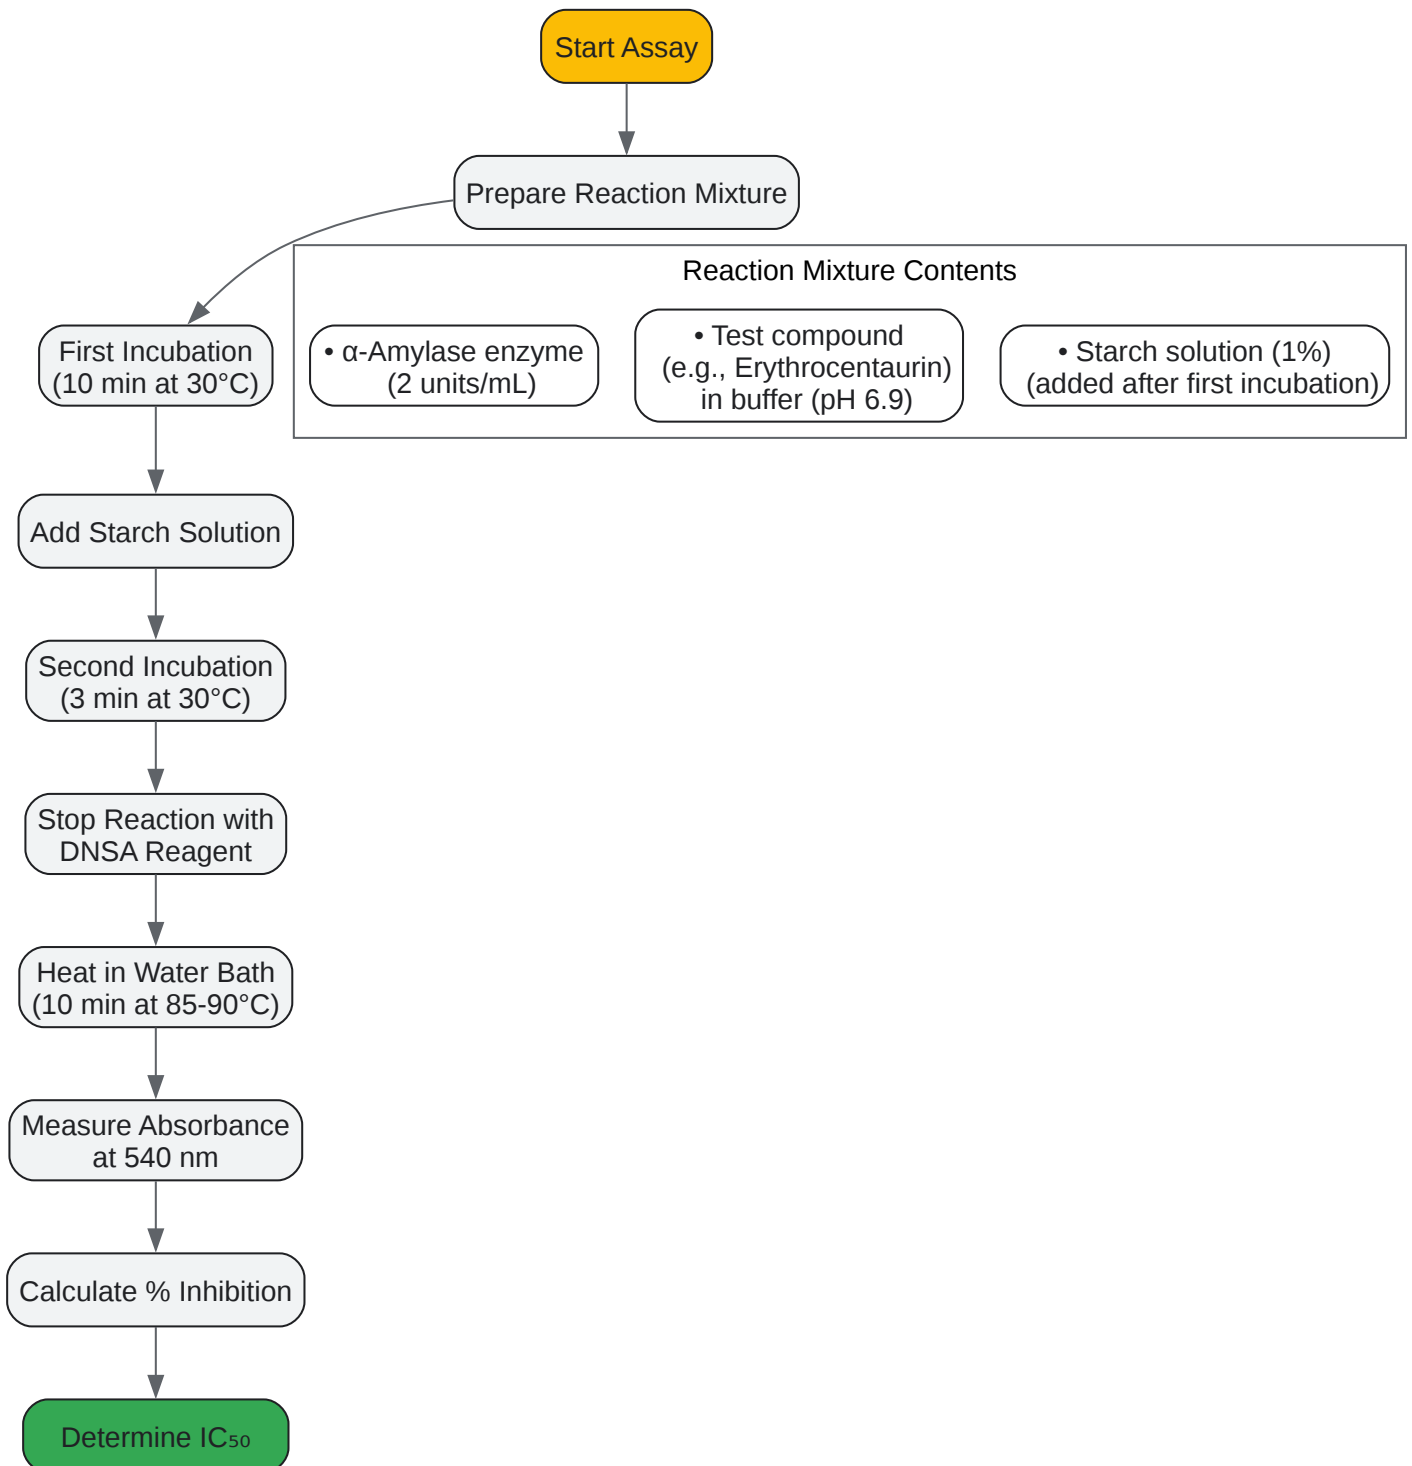 Start Assay
Prepare Reaction Mixture
Reaction Mixture Contents
First Incubation
(10 min at 30°C)
• α-Amylase enzyme
(2 units/mL)
• Test compound
(e.g., Erythrocentaurin)
in buffer (pH 6.9)
• Starch solution (1%)
(added after first incubation)
Add Starch Solution
Second Incubation
(3 min at 30°C)
Stop Reaction with
DNSA Reagent
Heat in Water Bath
(10 min at 85-90°C)
Measure Absorbance
at 540 nm
Calculate % Inhibition
Determine IC₅₀